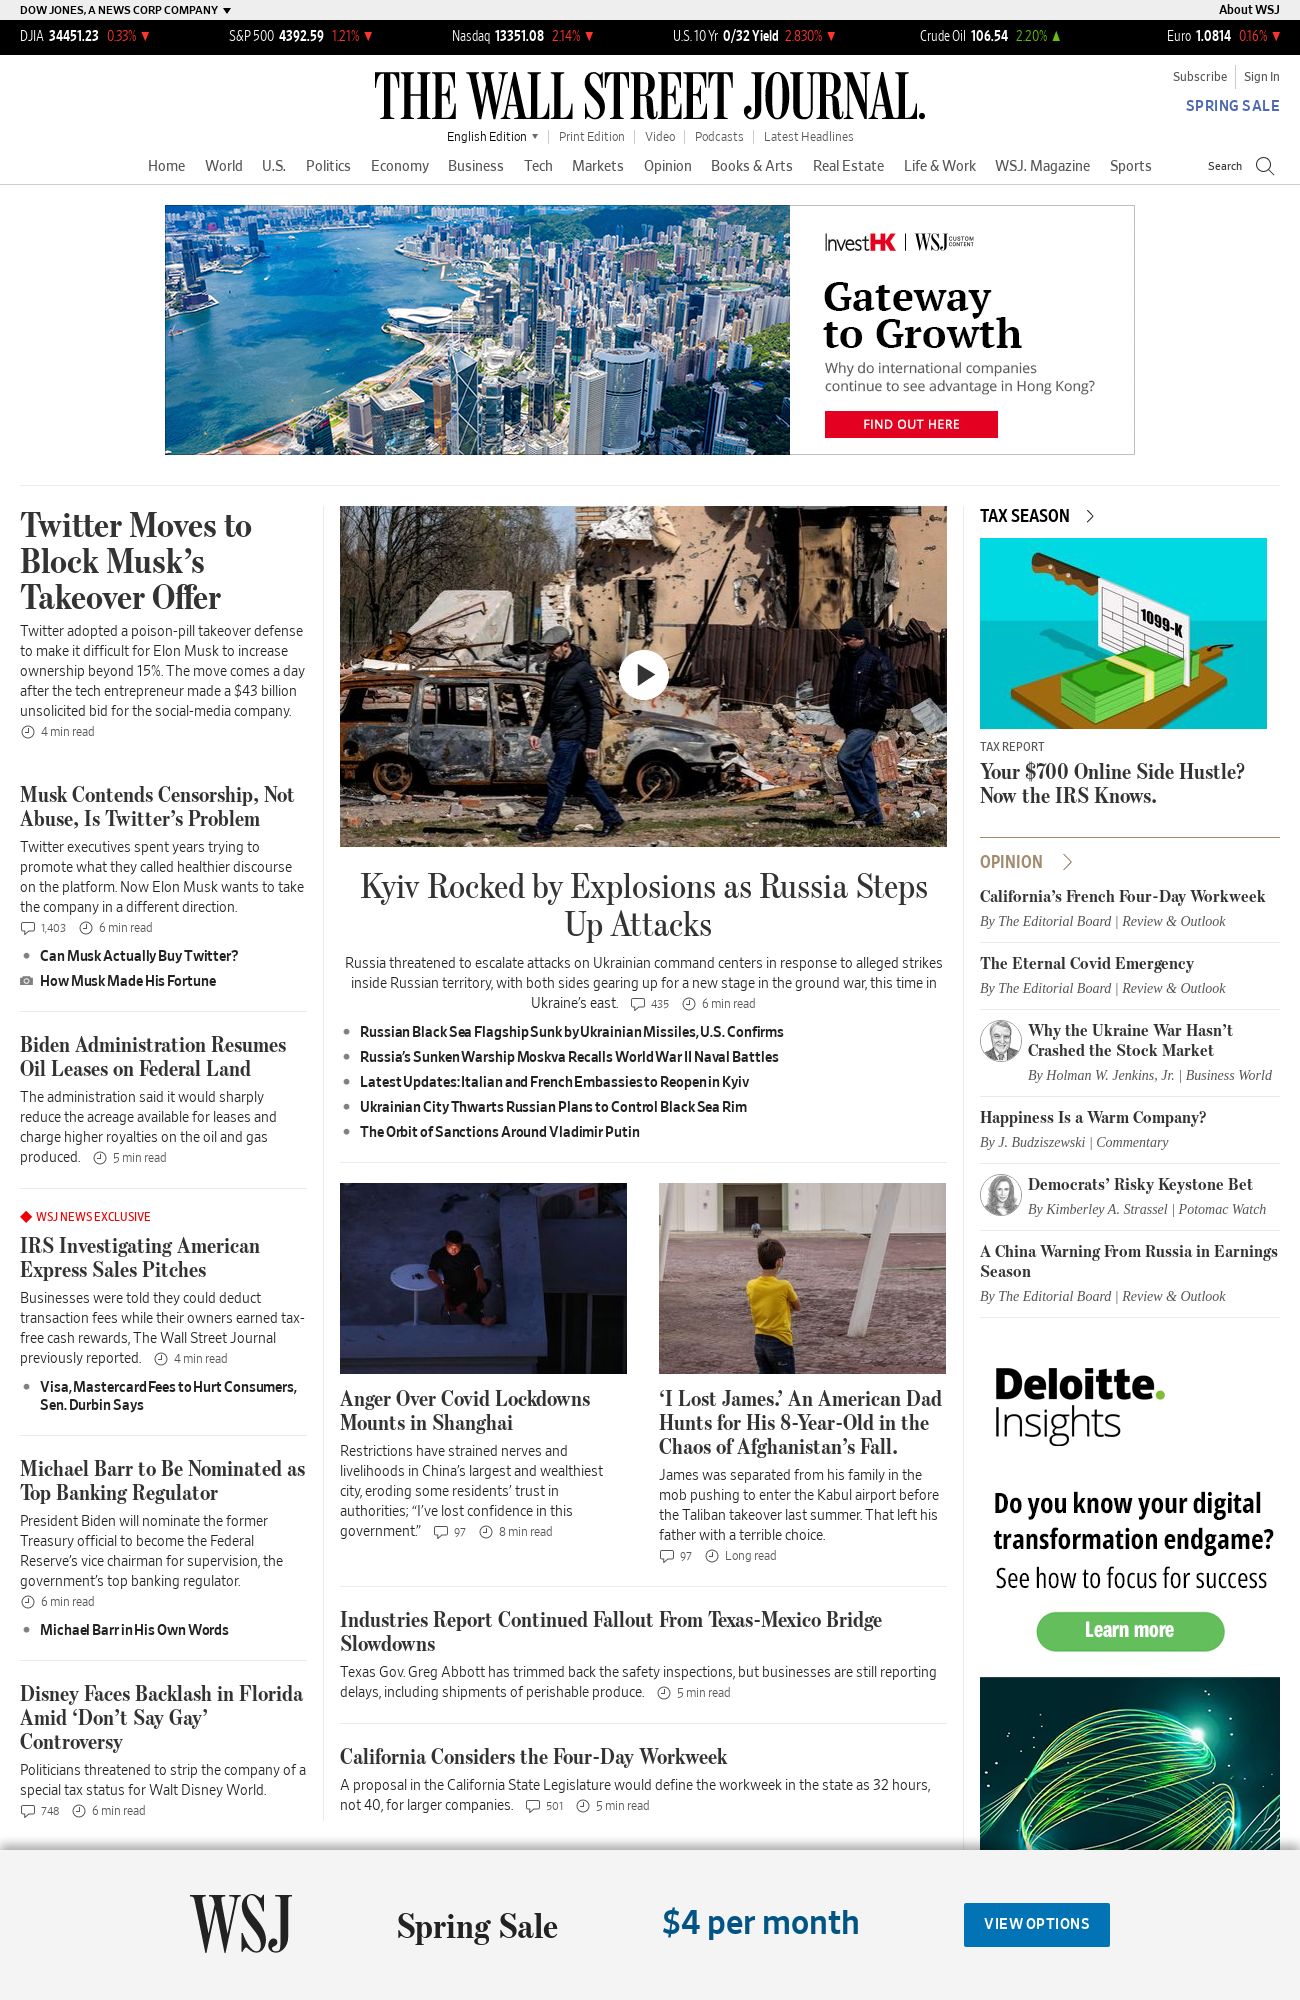 DOW JONES, A NEWS CORP COMPANY
About WSJ
DJIA 34451.23 0.33%
S&P 500 4392.59 1.21%
Nasdaq 13351.08 2.14%
U.S. 10 Yr 0/32 Yield 2.830%
Crude Oil 106.54 2.20%
Euro 1.0814 0.16%
THE WALL STREET JOURNAL.
Subscribe
Sign In
SPRING SALE
English Edition
Print Edition
Video
Podcasts
Latest Headlines
Home World U.S. Politics Economy Business Tech Markets Opinion Books & Arts Real Estate Life & Work WSJ. Magazine Sports
Search
InvestHK | WSJ CUSTOM CONTENT
Gateway
to Growth
Why do international companies
continue to see advantage in Hong Kong?
FIND OUT HERE
Twitter Moves to
Block Musk’s
Takeover Offer
Twitter adopted a poison-pill takeover defense
to make it difficult for Elon Musk to increase
ownership beyond 15%. The move comes a day
after the tech entrepreneur made a $43 billion
unsolicited bid for the social-media company.
4 min read
Musk Contends Censorship, Not
Abuse, Is Twitter’s Problem
Twitter executives spent years trying to
promote what they called healthier discourse
on the platform. Now Elon Musk wants to take
the company in a different direction.
1,403 6 min read
Can Musk Actually Buy Twitter?
How Musk Made His Fortune
Biden Administration Resumes
Oil Leases on Federal Land
The administration said it would sharply
reduce the acreage available for leases and
charge higher royalties on the oil and gas
produced. 5 min read
WSJ NEWS EXCLUSIVE
IRS Investigating American
Express Sales Pitches
Businesses were told they could deduct
transaction fees while their owners earned tax-
free cash rewards, The Wall Street Journal
previously reported. 4 min read
Visa, Mastercard Fees to Hurt Consumers,
Sen. Durbin Says
Michael Barr to Be Nominated as
Top Banking Regulator
President Biden will nominate the former
Treasury official to become the Federal
Reserve’s vice chairman for supervision, the
government’s top banking regulator.
6 min read
Michael Barr in His Own Words
Disney Faces Backlash in Florida
Amid ‘Don’t Say Gay’
Controversy
Politicians threatened to strip the company of a
special tax status for Walt Disney World.
748 6 min read
Kyiv Rocked by Explosions as Russia Steps
Up Attacks
Russia threatened to escalate attacks on Ukrainian command centers in response to alleged strikes
inside Russian territory, with both sides gearing up for a new stage in the ground war, this time in
Ukraine’s east. 435 6 min read
Russian Black Sea Flagship Sunk by Ukrainian Missiles, U.S. Confirms
Russia’s Sunken Warship Moskva Recalls World War II Naval Battles
Latest Updates: Italian and French Embassies to Reopen in Kyiv
Ukrainian City Thwarts Russian Plans to Control Black Sea Rim
The Orbit of Sanctions Around Vladimir Putin
Anger Over Covid Lockdowns
Mounts in Shanghai
Restrictions have strained nerves and
livelihoods in China’s largest and wealthiest
city, eroding some residents’ trust in
authorities; “I’ve lost confidence in this
government.” 97 8 min read
‘I Lost James.’ An American Dad
Hunts for His 8-Year-Old in the
Chaos of Afghanistan’s Fall.
James was separated from his family in the
mob pushing to enter the Kabul airport before
the Taliban takeover last summer. That left his
father with a terrible choice.
97 Long read
Industries Report Continued Fallout From Texas-Mexico Bridge
Slowdowns
Texas Gov. Greg Abbott has trimmed back the safety inspections, but businesses are still reporting
delays, including shipments of perishable produce. 5 min read
California Considers the Four-Day Workweek
A proposal in the California State Legislature would define the workweek in the state as 32 hours,
not 40, for larger companies. 501 5 min read
TAX SEASON
1099-K
TAX REPORT
Your $700 Online Side Hustle?
Now the IRS Knows.
OPINION
California’s French Four-Day Workweek
By The Editorial Board | Review & Outlook
The Eternal Covid Emergency
By The Editorial Board | Review & Outlook
Why the Ukraine War Hasn’t
Crashed the Stock Market
By Holman W. Jenkins, Jr. | Business World
Happiness Is a Warm Company?
By J. Budziszewski | Commentary
Democrats’ Risky Keystone Bet
By Kimberley A. Strassel | Potomac Watch
A China Warning From Russia in Earnings
Season
By The Editorial Board | Review & Outlook
Deloitte.
Insights
Do you know your digital
transformation endgame?
See how to focus for success
Learn more
WSJ
Spring Sale
$4 per month
VIEW OPTIONS